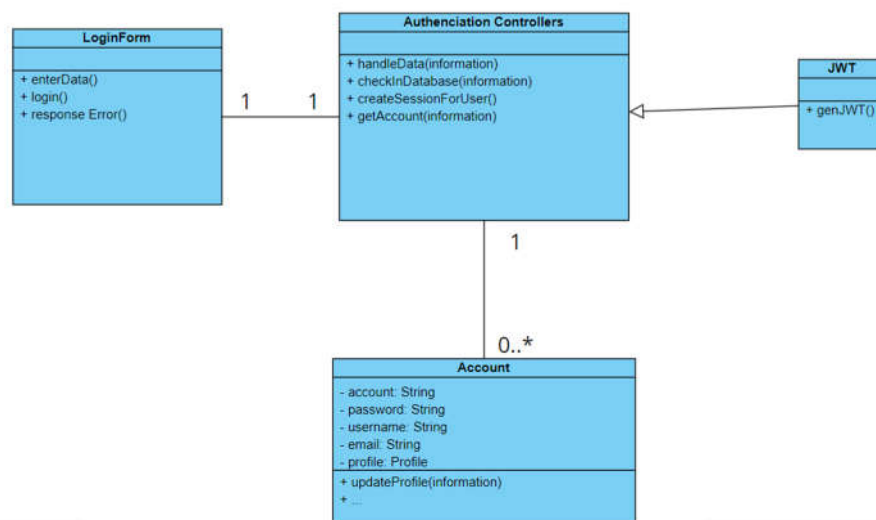 LoginForm
+ enterData()
+ login()
+ response Error()
1
1
Authenciation Controllers
+ handleData(information)
+ checkInDatabase(information)
+ createSessionForUser()
+ getAccount(information)
JWT
+ genJWT()
1
0..*
Account
- account: String
- password: String
- username: String
- email: String
- profile: Profile
+ updateProfile(information)
+ ...